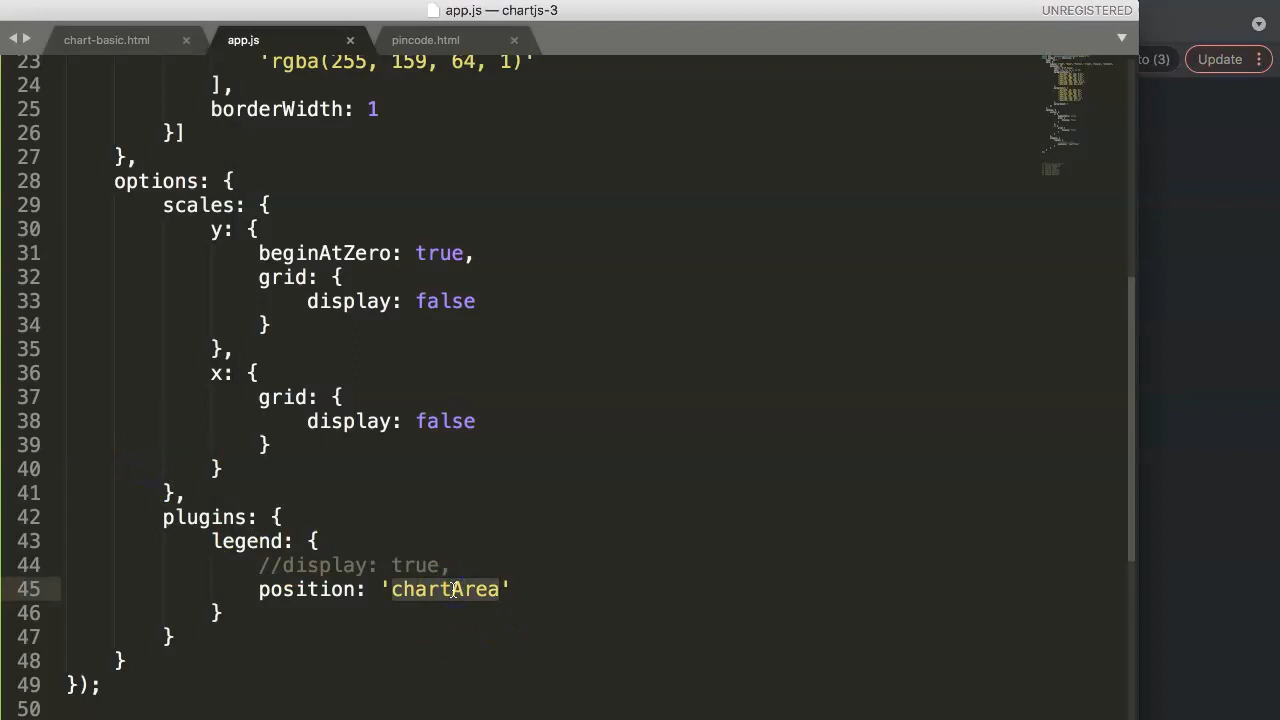 app.js — chartjs-3
UNREGISTERED
chart-basic.html × app.js × pincode.html ×
to (3) Update
23 'rgba(255, 159, 64, 1)'
24 ],
25 borderWidth: 1
26 }]
27 },
28 options: {
29 scales: {
30 y: {
31 beginAtZero: true,
32 grid: {
33 display: false
34 }
35 },
36 x: {
37 grid: {
38 display: false
39 }
40 }
41 },
42 plugins: {
43 legend: {
44 //display: true,
45 position: 'chartArea'
46 }
47 }
48 }
49 });
50